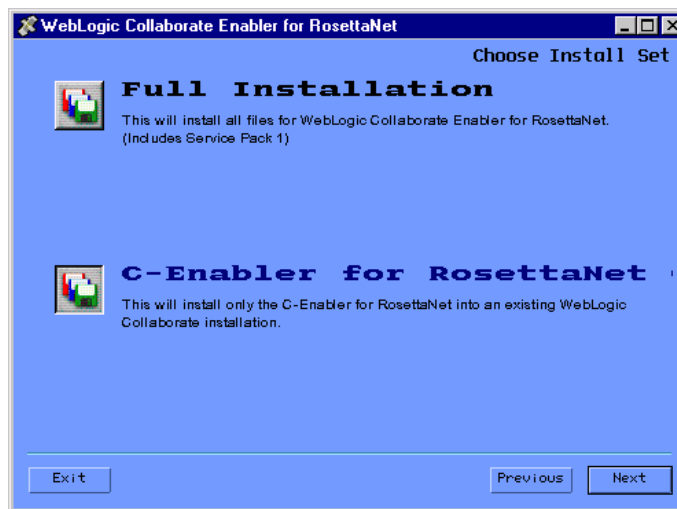 WebLogic Collaborate Enabler for RosettaNet
Choose Install Set
Full Installation
This will install all files for WebLogic Collaborate Enabler for RosettaNet.
(Includes Service Pack 1)
C-Enabler for RosettaNet
This will install only the C-Enabler for RosettaNet into an existing WebLogic
Collaborate installation.
Exit
Previous
Next